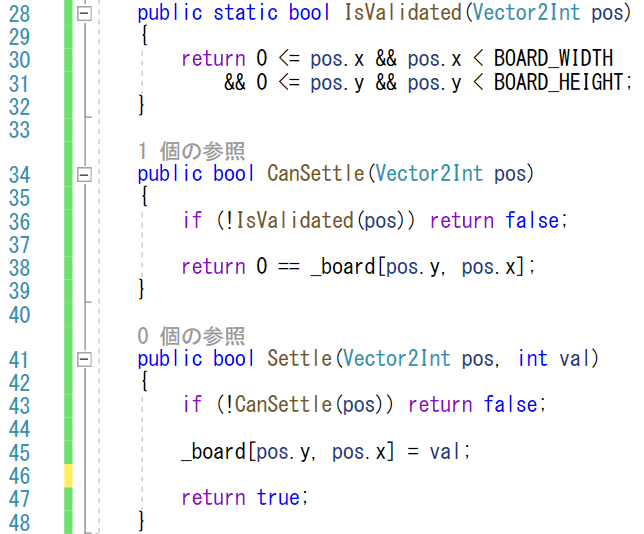 28 public static bool IsValidated(Vector2Int pos)
29 {
30 return 0 <= pos.x && pos.x < BOARD_WIDTH
31 && 0 <= pos.y && pos.y < BOARD_HEIGHT;
32 }
33
1 個の参照
34 public bool CanSettle(Vector2Int pos)
35 {
36 if (!IsValidated(pos)) return false;
37
38 return 0 == _board[pos.y, pos.x];
39 }
40
0 個の参照
41 public bool Settle(Vector2Int pos, int val)
42 {
43 if (!CanSettle(pos)) return false;
44
45 _board[pos.y, pos.x] = val;
46
47 return true;
48 }